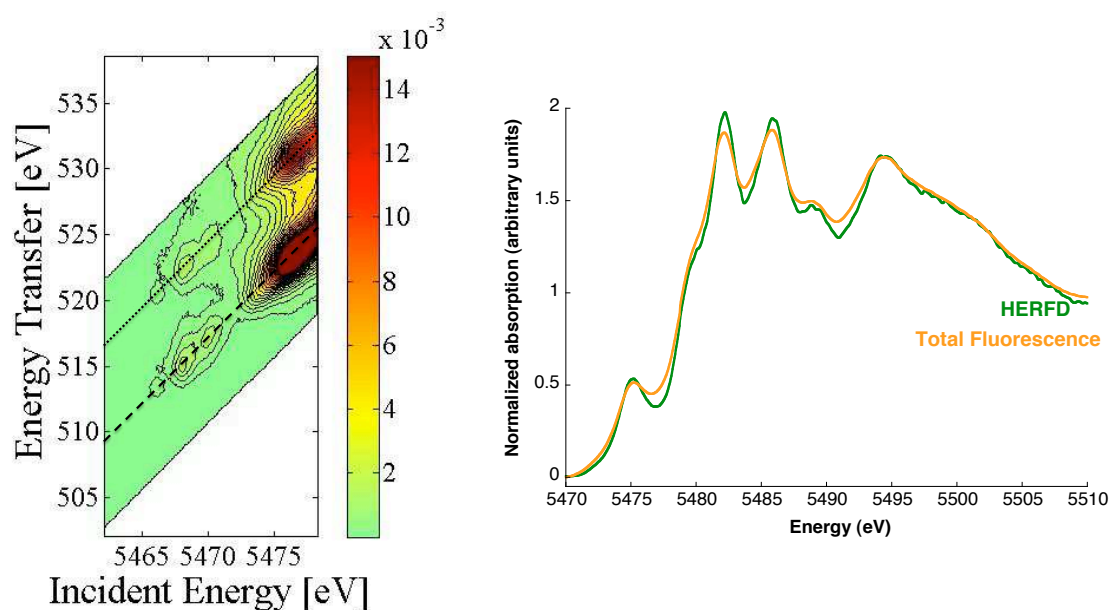 x 10⁻³
Energy Transfer [eV]
535
530
525
520
515
510
505
5465 5470 5475
Incident Energy [eV]
14
12
10
8
6
4
2
Normalized absorption (arbitrary units)
2
1.5
1
0.5
0
HERFD
Total Fluorescence
5470 5475 5480 5485 5490 5495 5500 5505 5510
Energy (eV)